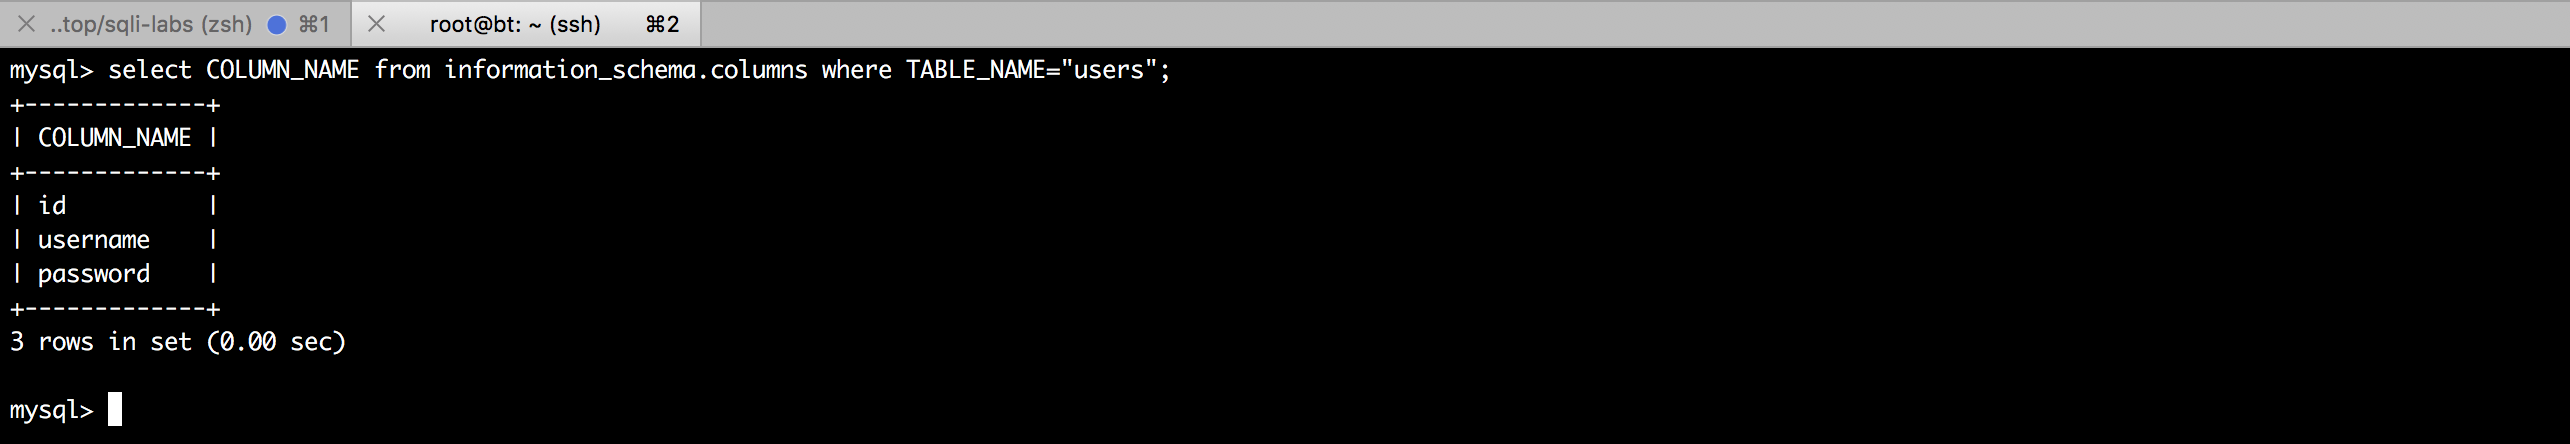 ..top/sqli-labs (zsh) ⌘1 root@bt: ~ (ssh) ⌘2
mysql> select COLUMN_NAME from information_schema.columns where TABLE_NAME="users";
+-------------+
| COLUMN_NAME |
+-------------+
| id          |
| username    |
| password    |
+-------------+
3 rows in set (0.00 sec)
mysql>